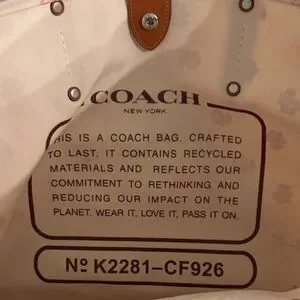 COACH
NEW YORK
THIS IS A COACH BAG. CRAFTED
TO LAST. IT CONTAINS RECYCLED
MATERIALS AND REFLECTS OUR
COMMITMENT TO RETHINKING AND
REDUCING OUR IMPACT ON THE
PLANET. WEAR IT, LOVE IT, PASS IT ON.
Nº K2281–CF926